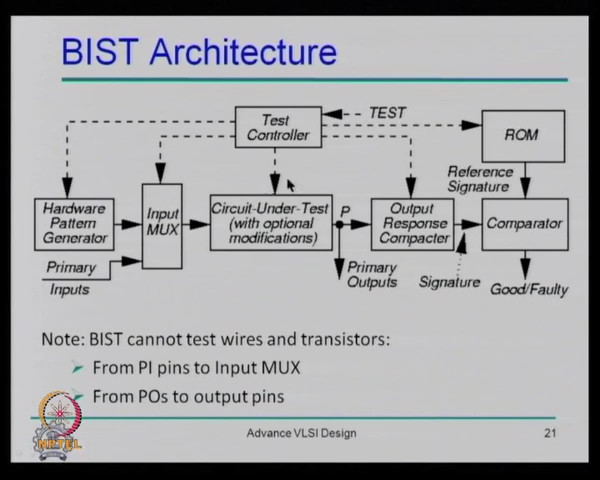 BIST Architecture
Test
Controller
TEST
ROM
Reference
Signature
Hardware
Pattern
Generator
Input
MUX
Circuit-Under-Test
(with optional
modifications)
P
Output
Response
Compacter
Comparator
Primary
Inputs
Primary
Outputs
Signature
Good/Faulty
Note: BIST cannot test wires and transistors:
From PI pins to Input MUX
From POs to output pins
NPTEL
Advance VLSI Design
21